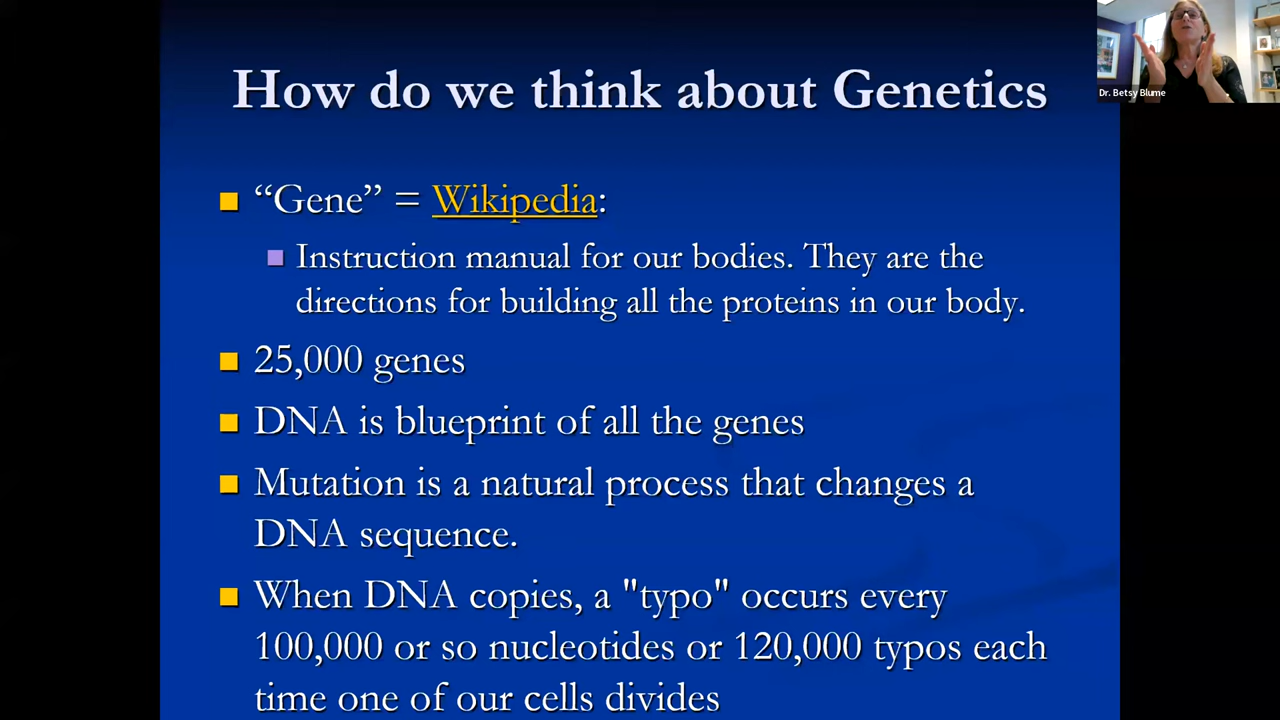 How do we think about Genetics
Dr. Betsy Blume
“Gene” = Wikipedia:
Instruction manual for our bodies. They are the
directions for building all the proteins in our body.
25,000 genes
DNA is blueprint of all the genes
Mutation is a natural process that changes a
DNA sequence.
When DNA copies, a "typo" occurs every
100,000 or so nucleotides or 120,000 typos each
time one of our cells divides